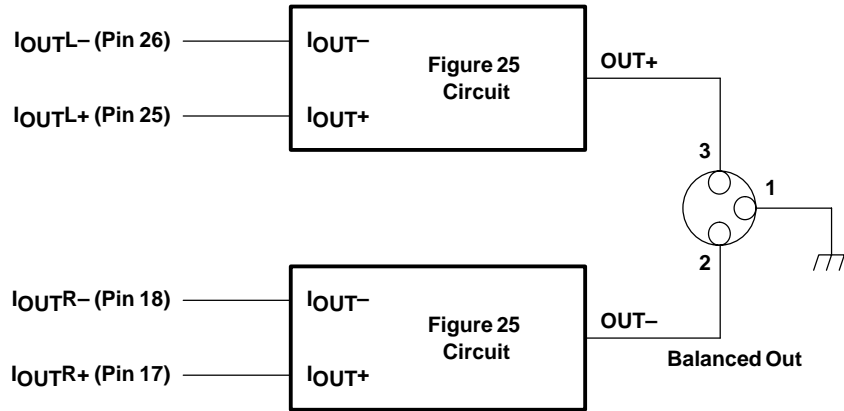 IOUTL– (Pin 26)
IOUT–
Figure 25
Circuit
OUT+
IOUTL+ (Pin 25)
IOUT+
3
1
2
IOUTR– (Pin 18)
IOUT–
Figure 25
Circuit
OUT–
Balanced Out
IOUTR+ (Pin 17)
IOUT+